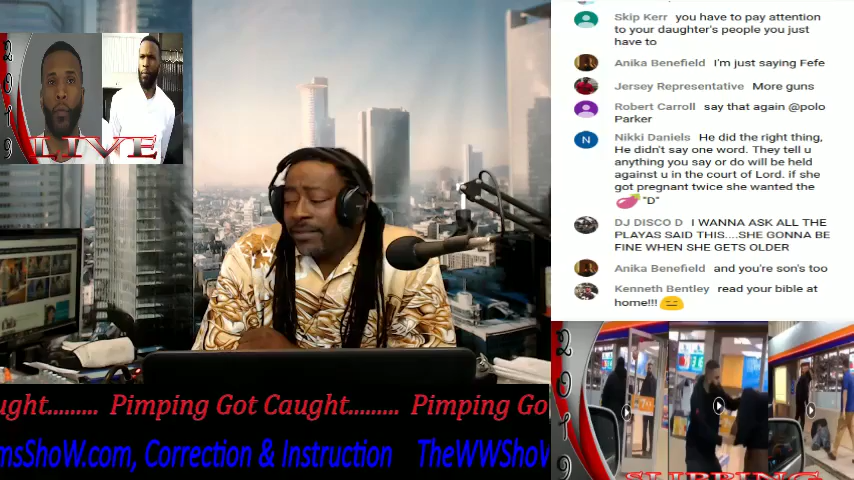 2019
LIVE
Skip Kerr you have to pay attention
to your daughter's people you just
have to
Anika Benefield I'm just saying Fefe
Jersey Representative More guns
Robert Carroll say that again @polo
Parker
N
Nikki Daniels He did the right thing,
He didn't say one word. They tell u
anything you say or do will be held
against u in the court of Lord. if she
got pregnant twice she wanted the
"D"
DJ DISCO D I WANNA ASK ALL THE
PLAYAS SAID THIS....SHE GONNA BE
FINE WHEN SHE GETS OLDER
Anika Benefield and you're son's too
Kenneth Bentley read your bible at
home!!!
2019
SLIPPING
ught......... Pimping Got Caught......... Pimping Go
msShoW.com, Correction & Instruction TheWWShoW